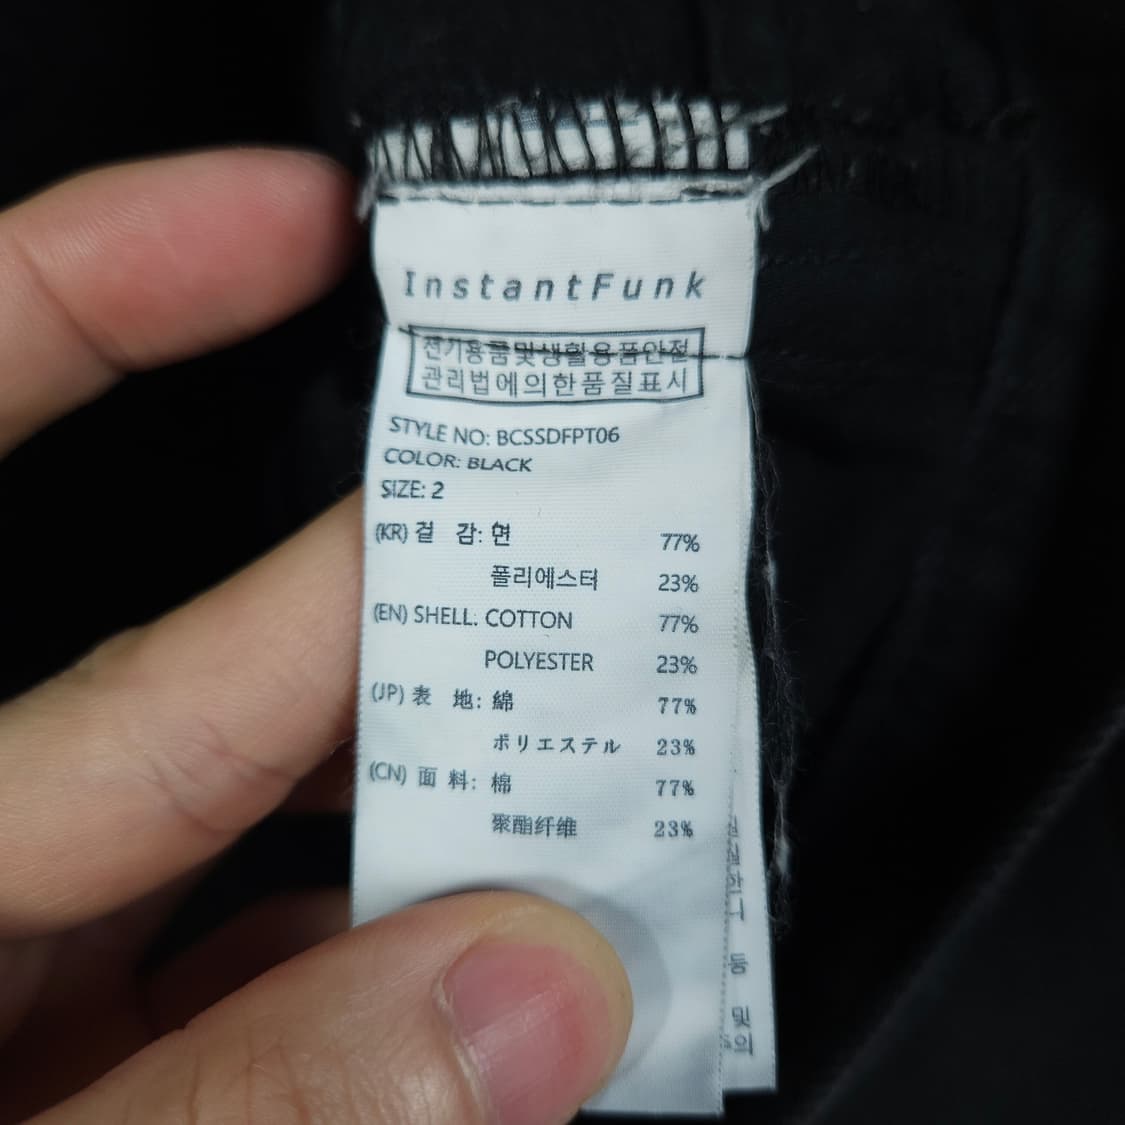 InstantFunk
전기용품및생활용품안전
관리법에의한품질표시
STYLE NO: BCSSDFPT06
COLOR: BLACK
SIZE: 2
(KR) 겉 감: 면 77%
폴리에스터 23%
(EN) SHELL: COTTON 77%
POLYESTER 23%
(JP) 表 地: 綿 77%
ポリエステル 23%
(CN) 面 料: 棉 77%
聚酯纤维 23%
등
및
의